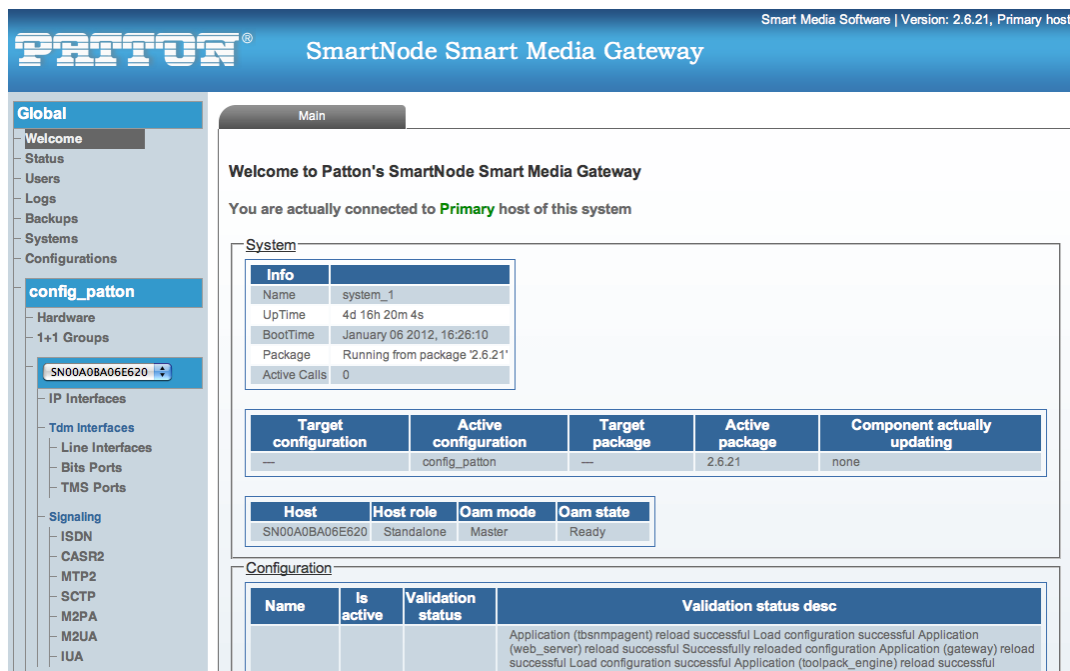 Smart Media Software | Version: 2.6.21, Primary host
PATTON®
SmartNode Smart Media Gateway
Global
Welcome
Status
Users
Logs
Backups
Systems
Configurations
config_patton
Hardware
1+1 Groups
SN00A0BA06E620
IP Interfaces
Tdm Interfaces
Line Interfaces
Bits Ports
TMS Ports
Signaling
ISDN
CASR2
MTP2
SCTP
M2PA
M2UA
IUA
Main
Welcome to Patton's SmartNode Smart Media Gateway
You are actually connected to Primary host of this system
System
Info
Name system_1
UpTime 4d 16h 20m 4s
BootTime January 06 2012, 16:26:10
Package Running from package '2.6.21'
Active Calls 0
Target configuration Active configuration Target package Active package Component actually updating
--- config_patton --- 2.6.21 none
Host Host role Oam mode Oam state
SN00A0BA06E620 Standalone Master Ready
Configuration
Name Is active Validation status Validation status desc
Application (tbsnmpagent) reload successful Load configuration successful Application
(web_server) reload successful Successfully reloaded configuration Application (gateway) reload
successful Load configuration successful Application (toolpack_engine) reload successful